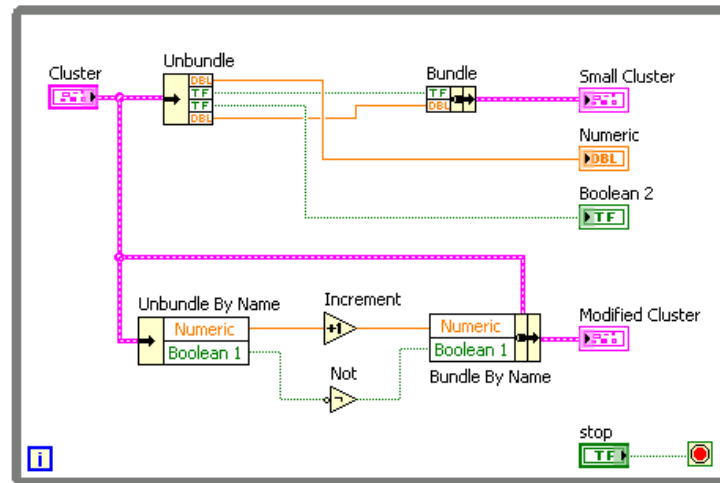 Cluster
Unbundle
DBL
TF
TF
DBL
Bundle
TF
DBL
Small Cluster
Numeric
DBL
Boolean 2
TF
Unbundle By Name
Numeric
Boolean 1
Increment
+1
Not
Numeric
Boolean 1
Bundle By Name
Modified Cluster
stop
TF
i